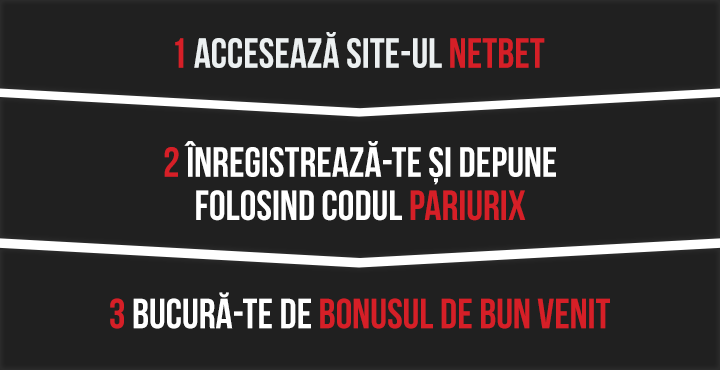 1 ACCESEAZĂ SITE-UL NETBET
2 ÎNREGISTREAZĂ-TE ȘI DEPUNE
FOLOSIND CODUL PARIURIX
3 BUCURĂ-TE DE BONUSUL DE BUN VENIT